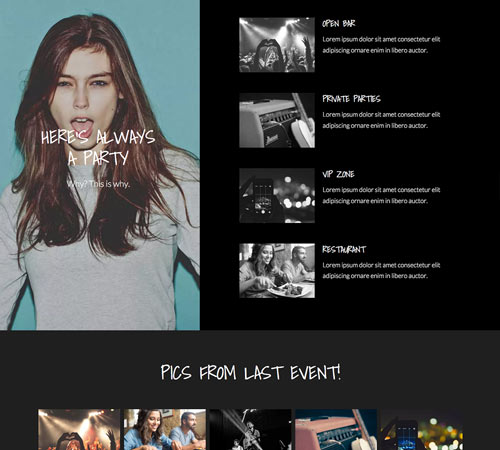 HERE'S ALWAYS
A PARTY
Why? This is why.
OPEN BAR
Lorem ipsum dolor sit amet consectetur elit
adipiscing ornare enim in libero auctor.
PRIVATE PARTIES
Lorem ipsum dolor sit amet consectetur elit
adipiscing ornare enim in libero auctor.
VIP ZONE
Lorem ipsum dolor sit amet consectetur elit
adipiscing ornare enim in libero auctor.
RESTAURANT
Lorem ipsum dolor sit amet consectetur elit
adipiscing ornare enim in libero auctor.
PICS FROM LAST EVENT!